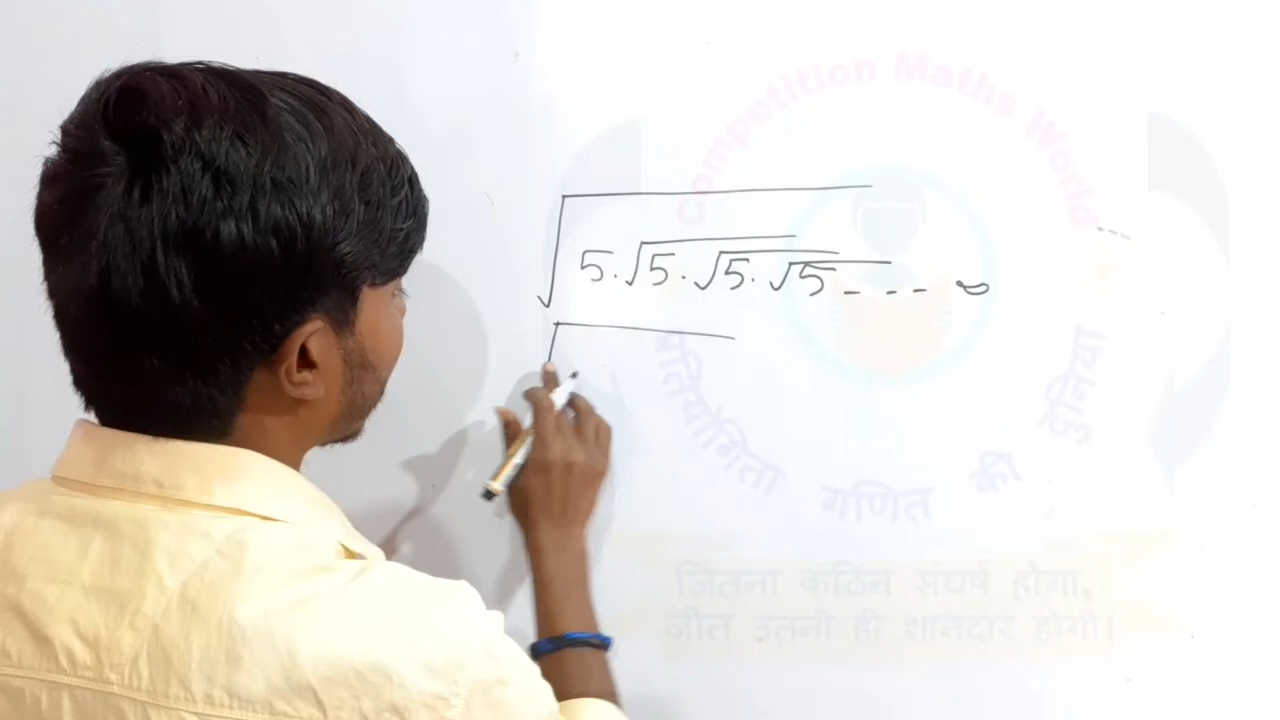 Competition Maths World
√5.√5.√5.√5--- ∞
प्रतियोगिता गणित की दुनिया
जितना कठिन संघर्ष होगा,
जीत उतनी ही शानदार होगी।